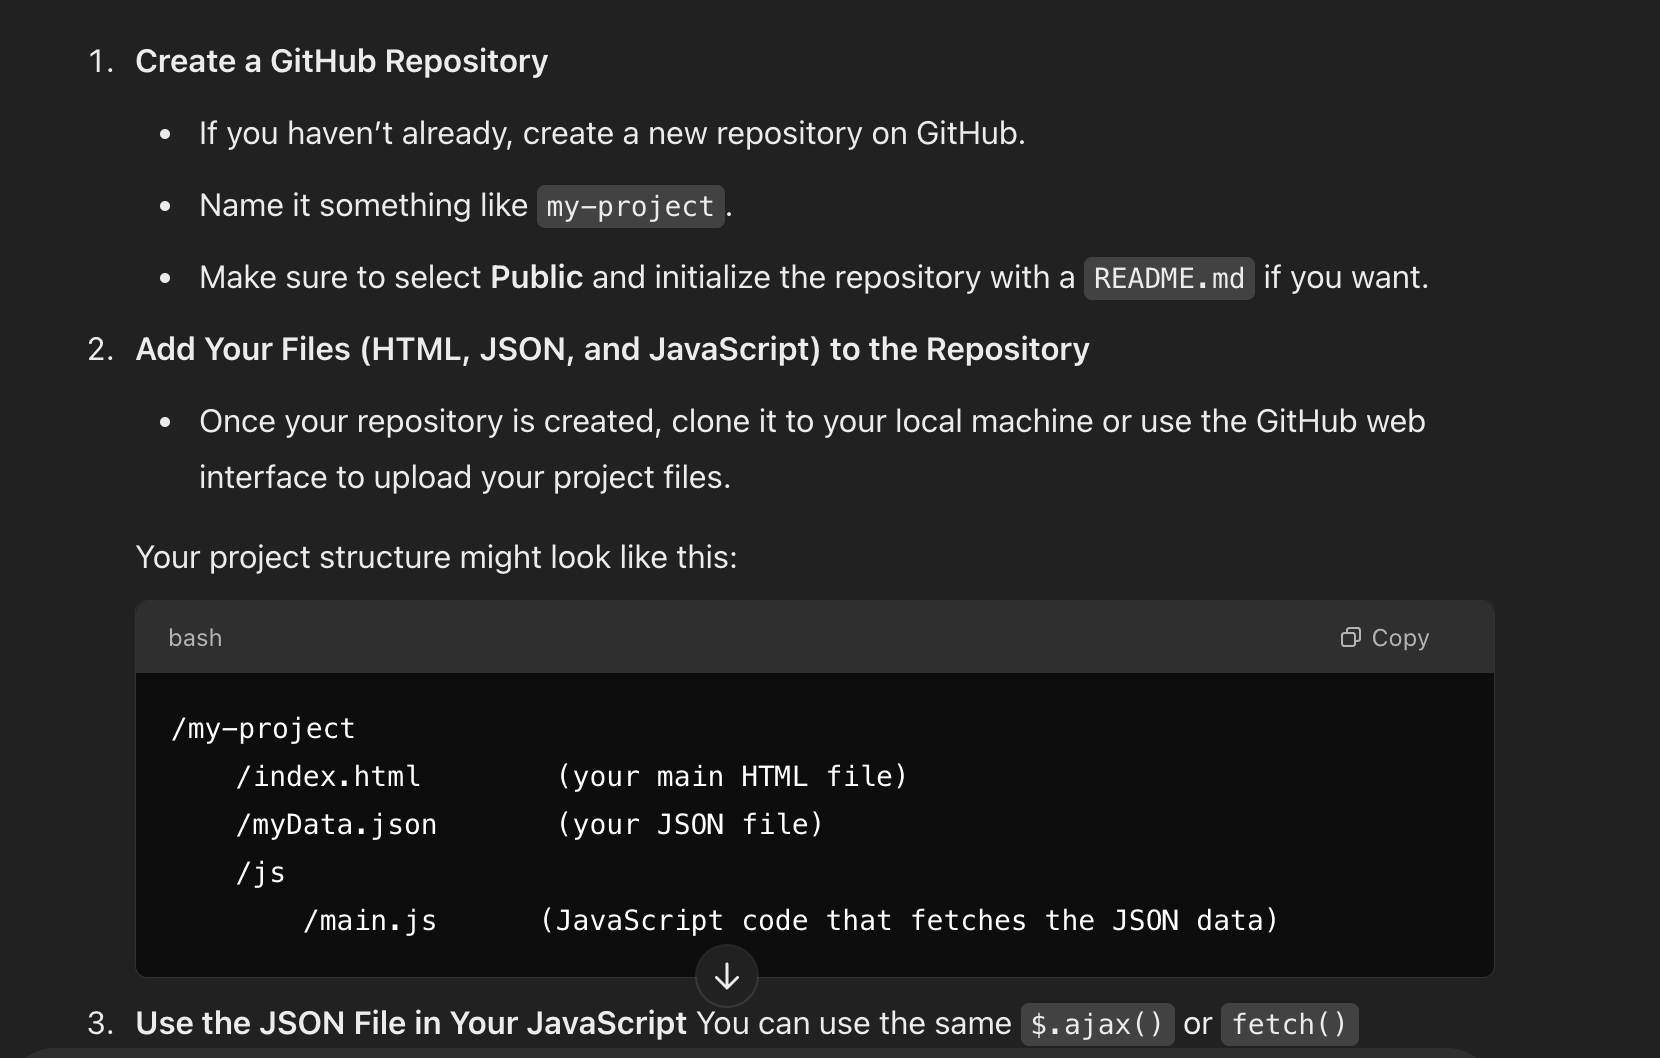 1. Create a GitHub Repository
• If you haven’t already, create a new repository on GitHub.
• Name it something like my-project.
• Make sure to select Public and initialize the repository with a README.md if you want.
2. Add Your Files (HTML, JSON, and JavaScript) to the Repository
• Once your repository is created, clone it to your local machine or use the GitHub web
interface to upload your project files.
Your project structure might look like this:
bash Copy
/my-project
    /index.html        (your main HTML file)
    /myData.json       (your JSON file)
    /js
        /main.js      (JavaScript code that fetches the JSON data)
3. Use the JSON File in Your JavaScript You can use the same $.ajax() or fetch()